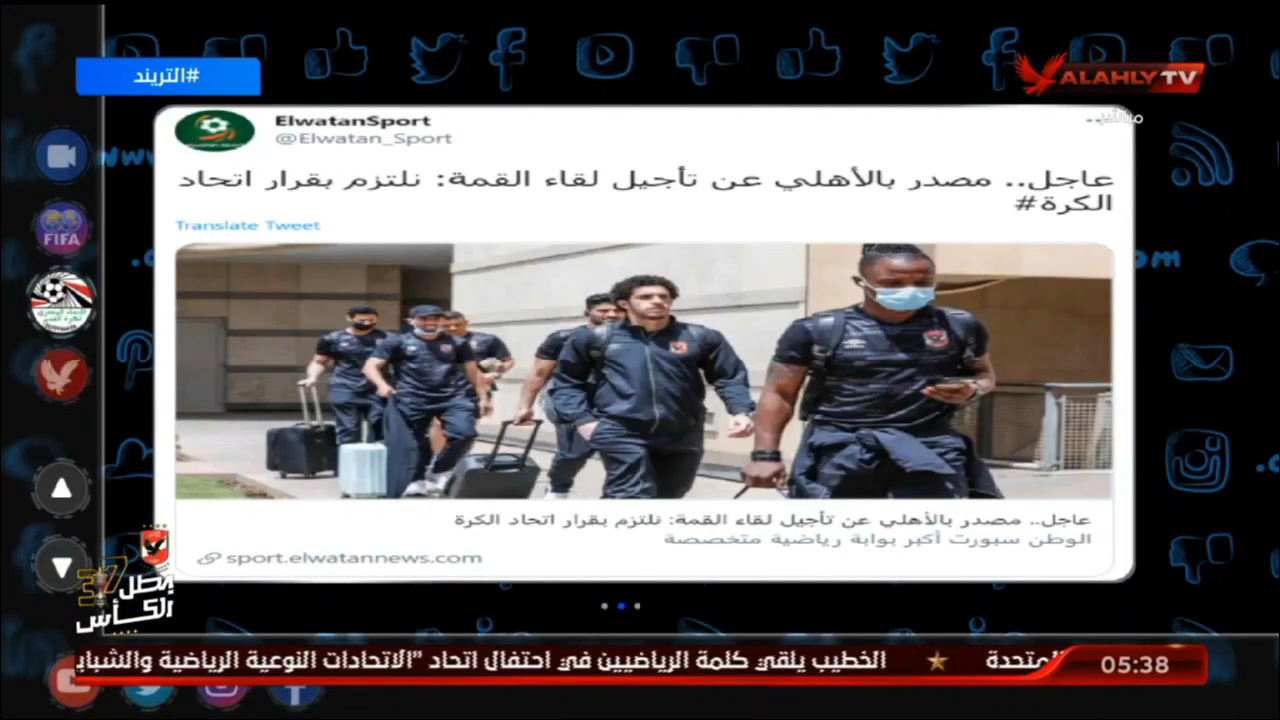 #التريند
ALAHLY TV
مباشر..
ElwatanSport
@Elwatan_Sport
عاجل.. مصدر بالأهلي عن تأجيل لقاء القمة: نلتزم بقرار اتحاد
الكرة#
Translate Tweet
FIFA
عاجل.. مصدر بالأهلي عن تأجيل لقاء القمة: نلتزم بقرار اتحاد الكرة
الوطن سبورت أكبر بوابة رياضية متخصصة
sport.elwatannews.com
37
بطل
الكأس
المتحدة ★ الخطيب يلقي كلمة الرياضيين في احتفال اتحاد "الاتحادات النوعية الرياضية والشباب
05:38